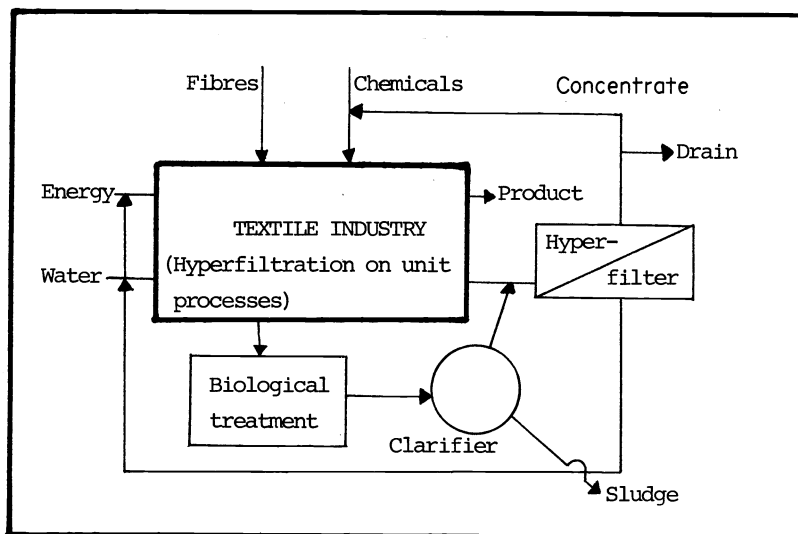 Fibres
Chemicals
Concentrate
Drain
Energy
Product
TEXTILE INDUSTRY
(Hyperfiltration on unit
processes)
Hyper-
filter
Water
Biological
treatment
Clarifier
Sludge